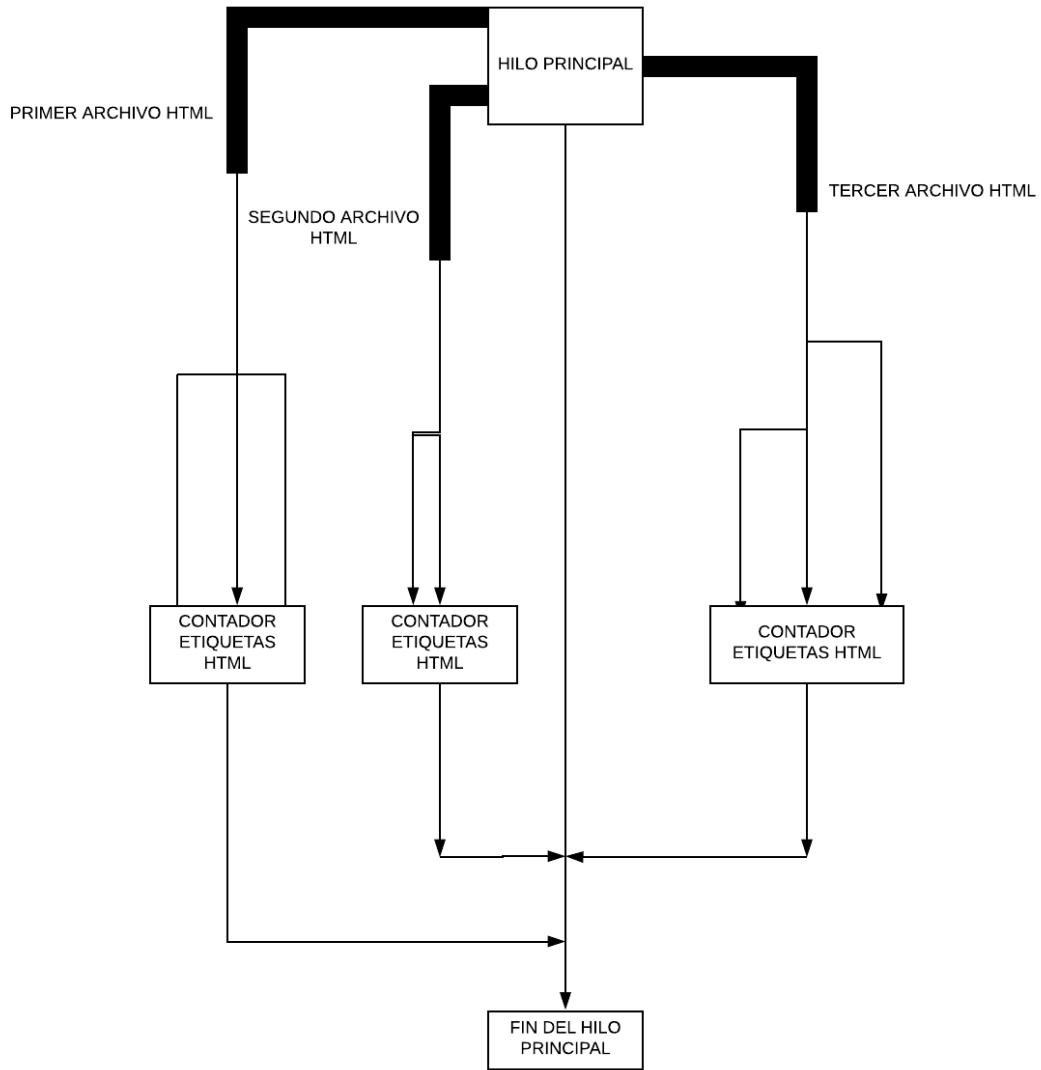 HILO PRINCIPAL
PRIMER ARCHIVO HTML
TERCER ARCHIVO HTML
SEGUNDO ARCHIVO
HTML
CONTADOR
ETIQUETAS
HTML
CONTADOR
ETIQUETAS
HTML
CONTADOR
ETIQUETAS HTML
FIN DEL HILO
PRINCIPAL